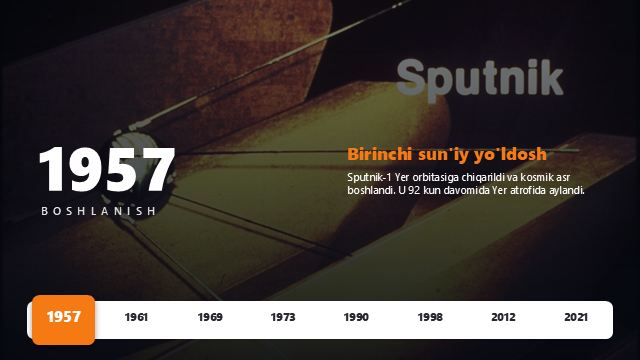 Sputnik
1957
BOSHLANISH
Birinchi sun'iy yo'ldosh
Sputnik-1 Yer orbitasiga chiqarildi va kosmik asr
boshlandi. U 92 kun davomida Yer atrofida aylandi.
1957 1961 1969 1973 1990 1998 2012 2021